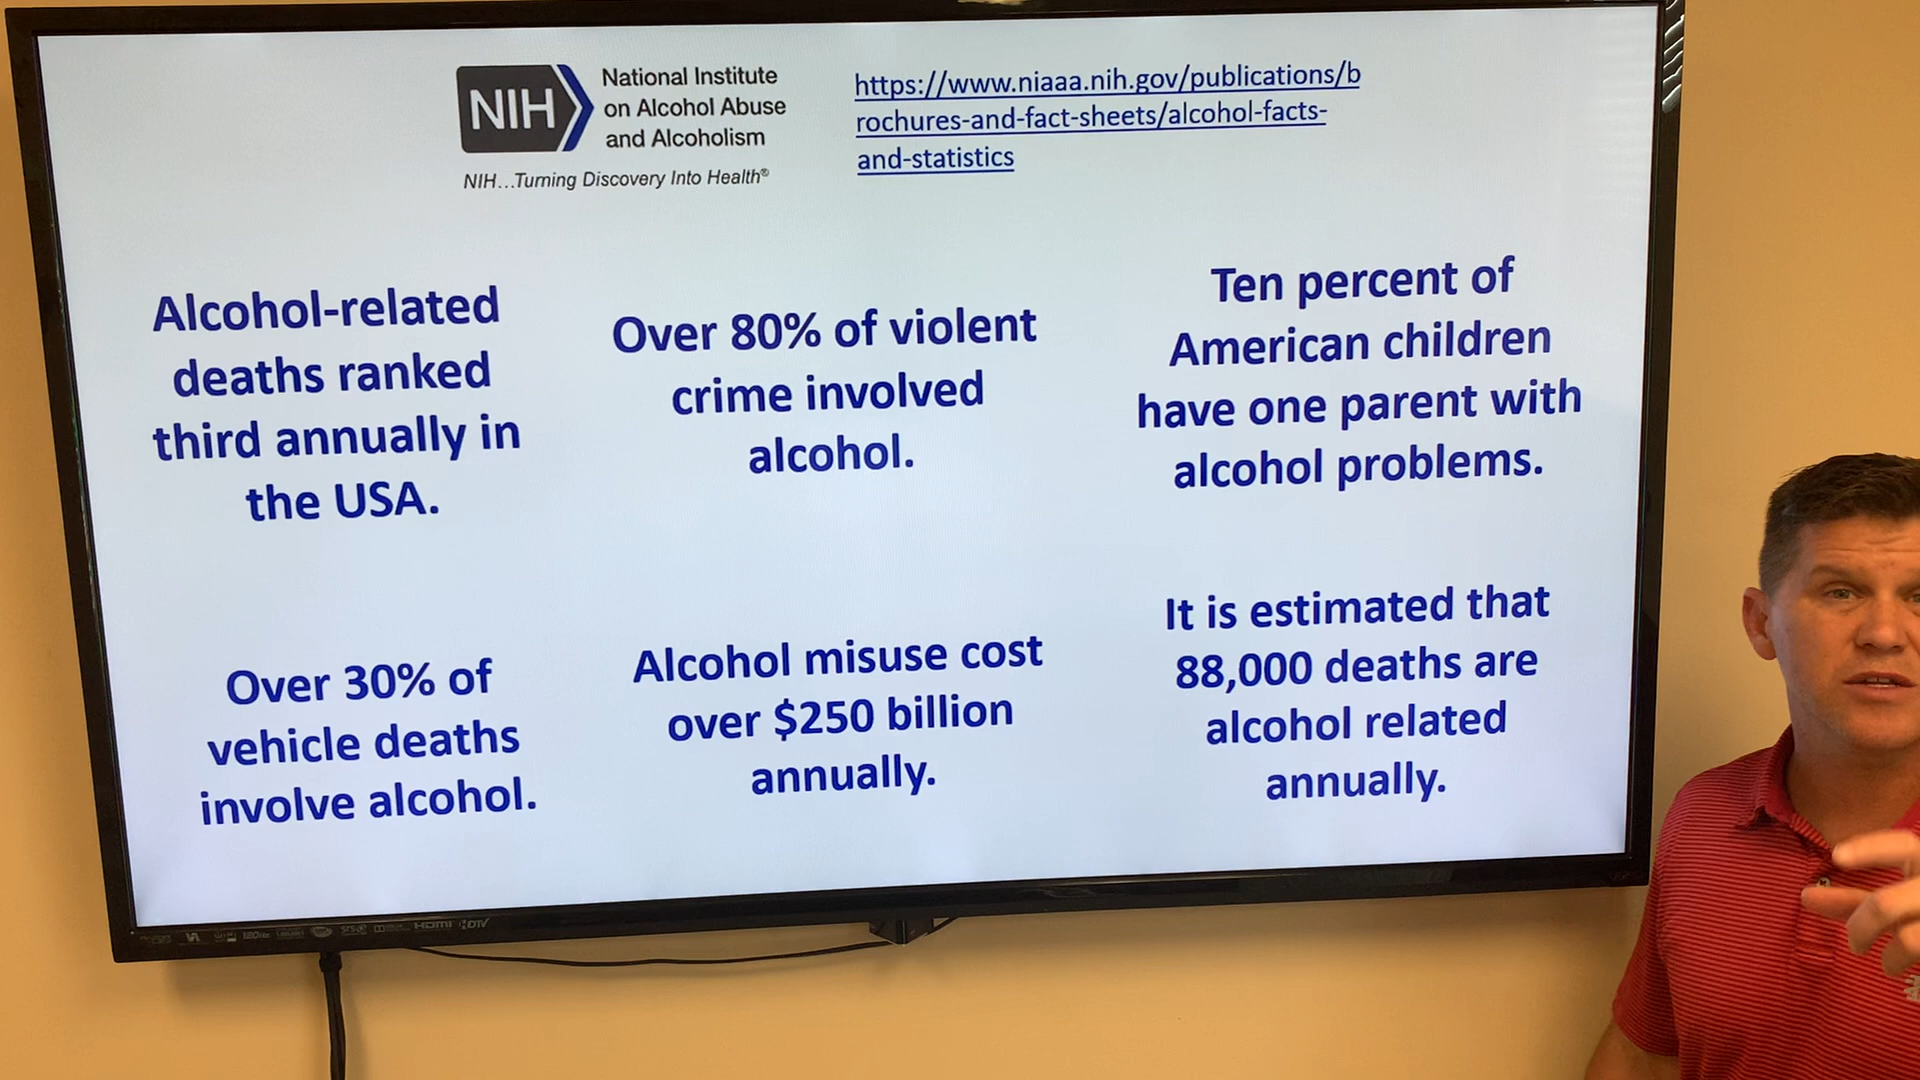 NIH
National Institute
on Alcohol Abuse
and Alcoholism
NIH...Turning Discovery Into Health®
https://www.niaaa.nih.gov/publications/b
rochures-and-fact-sheets/alcohol-facts-
and-statistics
Alcohol-related
deaths ranked
third annually in
the USA.
Over 80% of violent
crime involved
alcohol.
Ten percent of
American children
have one parent with
alcohol problems.
Over 30% of
vehicle deaths
involve alcohol.
Alcohol misuse cost
over $250 billion
annually.
It is estimated that
88,000 deaths are
alcohol related
annually.
120Hz HDMI HDTV